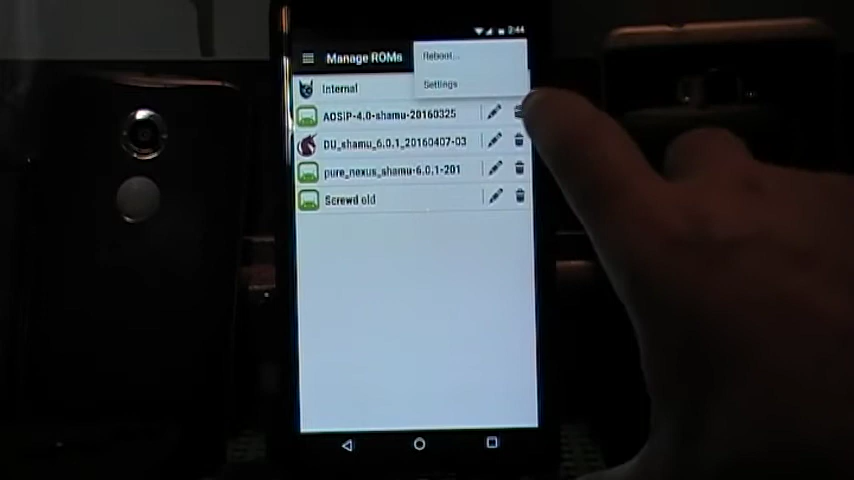 2:44
Manage ROMs
Reboot...
Settings
Internal
AOSiP-4.0-shamu-20160325
DU_shamu_6.0.1_20160407-03
pure_nexus_shamu-6.0.1-201
Screwd old